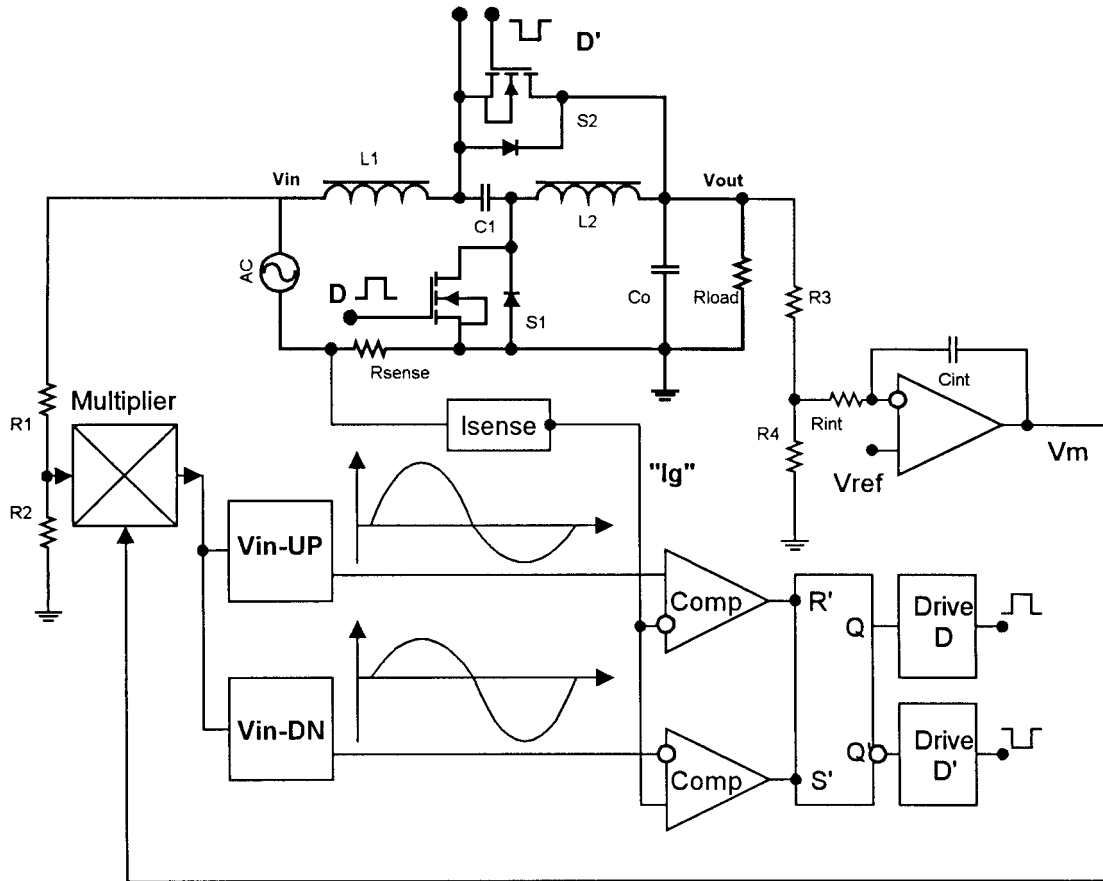 D'
S2
L1
Vin
C1
L2
Vout
AC
D
S1
Co
Rload
R3
Rsense
Cint
R1
Multiplier
Isense
R4
Rint
Vm
"Ig"
Vref
R2
Vin-UP
Comp
R'
Q
Drive
D
Vin-DN
Comp
S'
Q'
Drive
D'